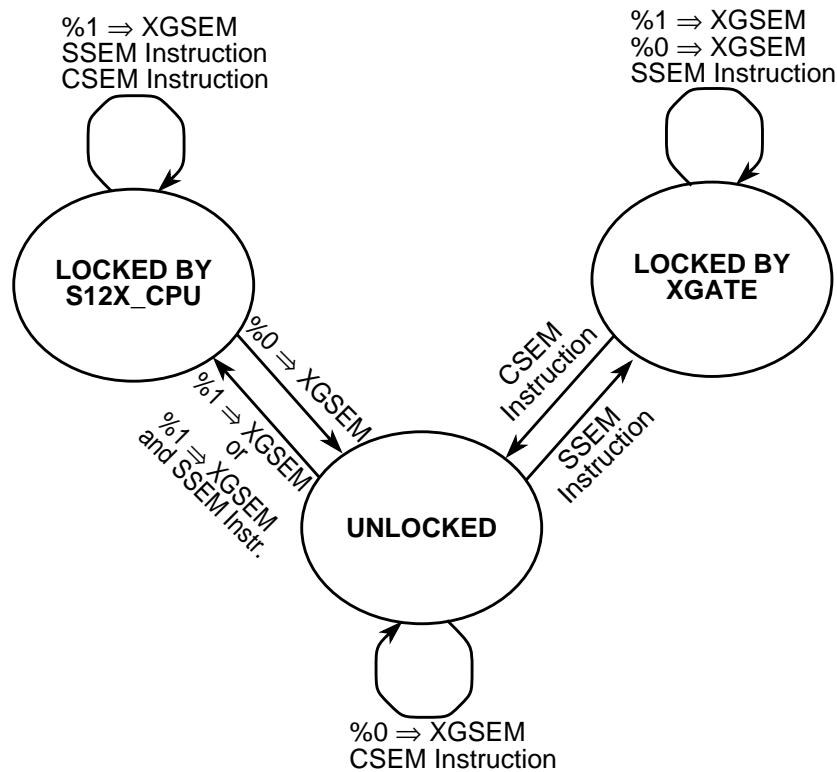 %1 ⇒ XGSEM
SSEM Instruction
CSEM Instruction
%1 ⇒ XGSEM
%0 ⇒ XGSEM
SSEM Instruction
LOCKED BY
S12X_CPU
LOCKED BY
XGATE
%0 ⇒ XGSEM
%1 ⇒ XGSEM
or
%1 ⇒ XGSEM
and SSEM Instr.
CSEM
Instruction
SSEM
Instruction
UNLOCKED
%0 ⇒ XGSEM
CSEM Instruction